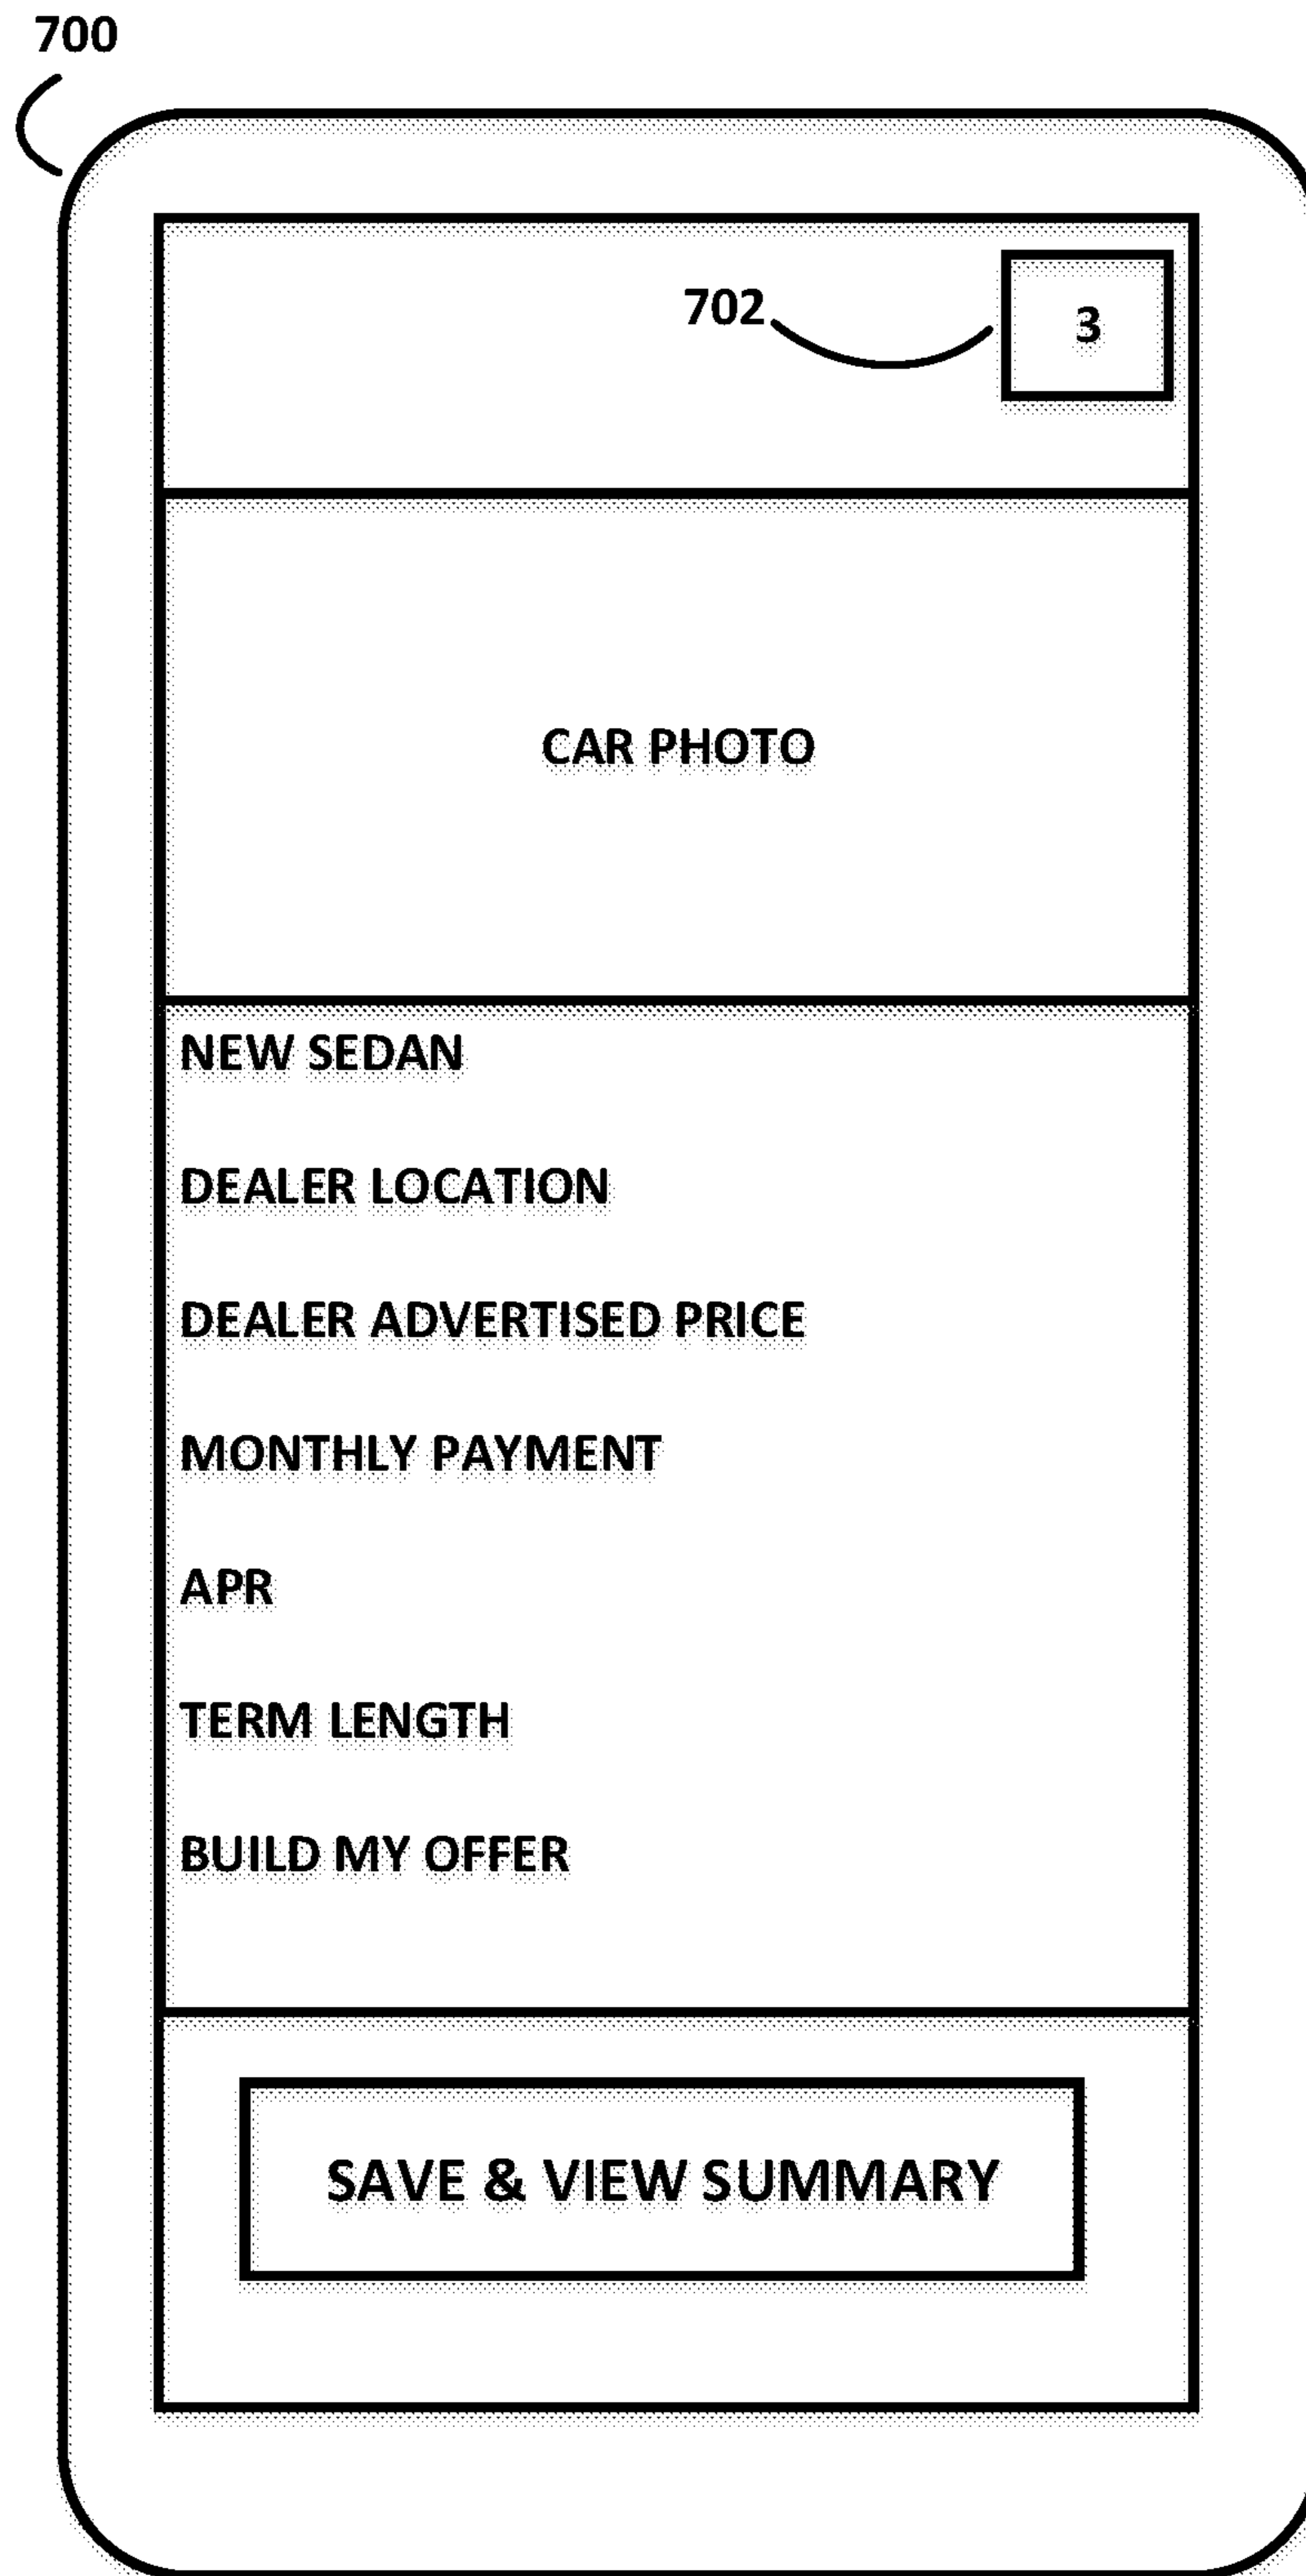 700
702
3
CAR PHOTO
NEW SEDAN
DEALER LOCATION
DEALER ADVERTISED PRICE
MONTHLY PAYMENT
APR
TERM LENGTH
BUILD MY OFFER
SAVE & VIEW SUMMARY